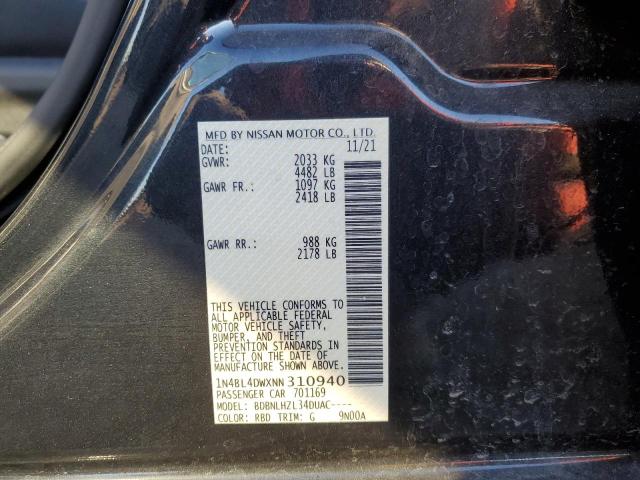 MFD BY NISSAN MOTOR CO., LTD.
DATE: 11/21
GVWR: 2033 KG
4482 LB
GAWR FR.: 1097 KG
2418 LB
GAWR RR.: 988 KG
2178 LB
THIS VEHICLE CONFORMS TO
ALL APPLICABLE FEDERAL
MOTOR VEHICLE SAFETY,
BUMPER, AND THEFT
PREVENTION STANDARDS IN
EFFECT ON THE DATE OF
MANUFACTURE SHOWN ABOVE.
1N4BL4DWXNN310940
PASSENGER CAR 701169
MODEL: BDBNLHZL34DUAC----
COLOR: RBD TRIM: G 9N00A